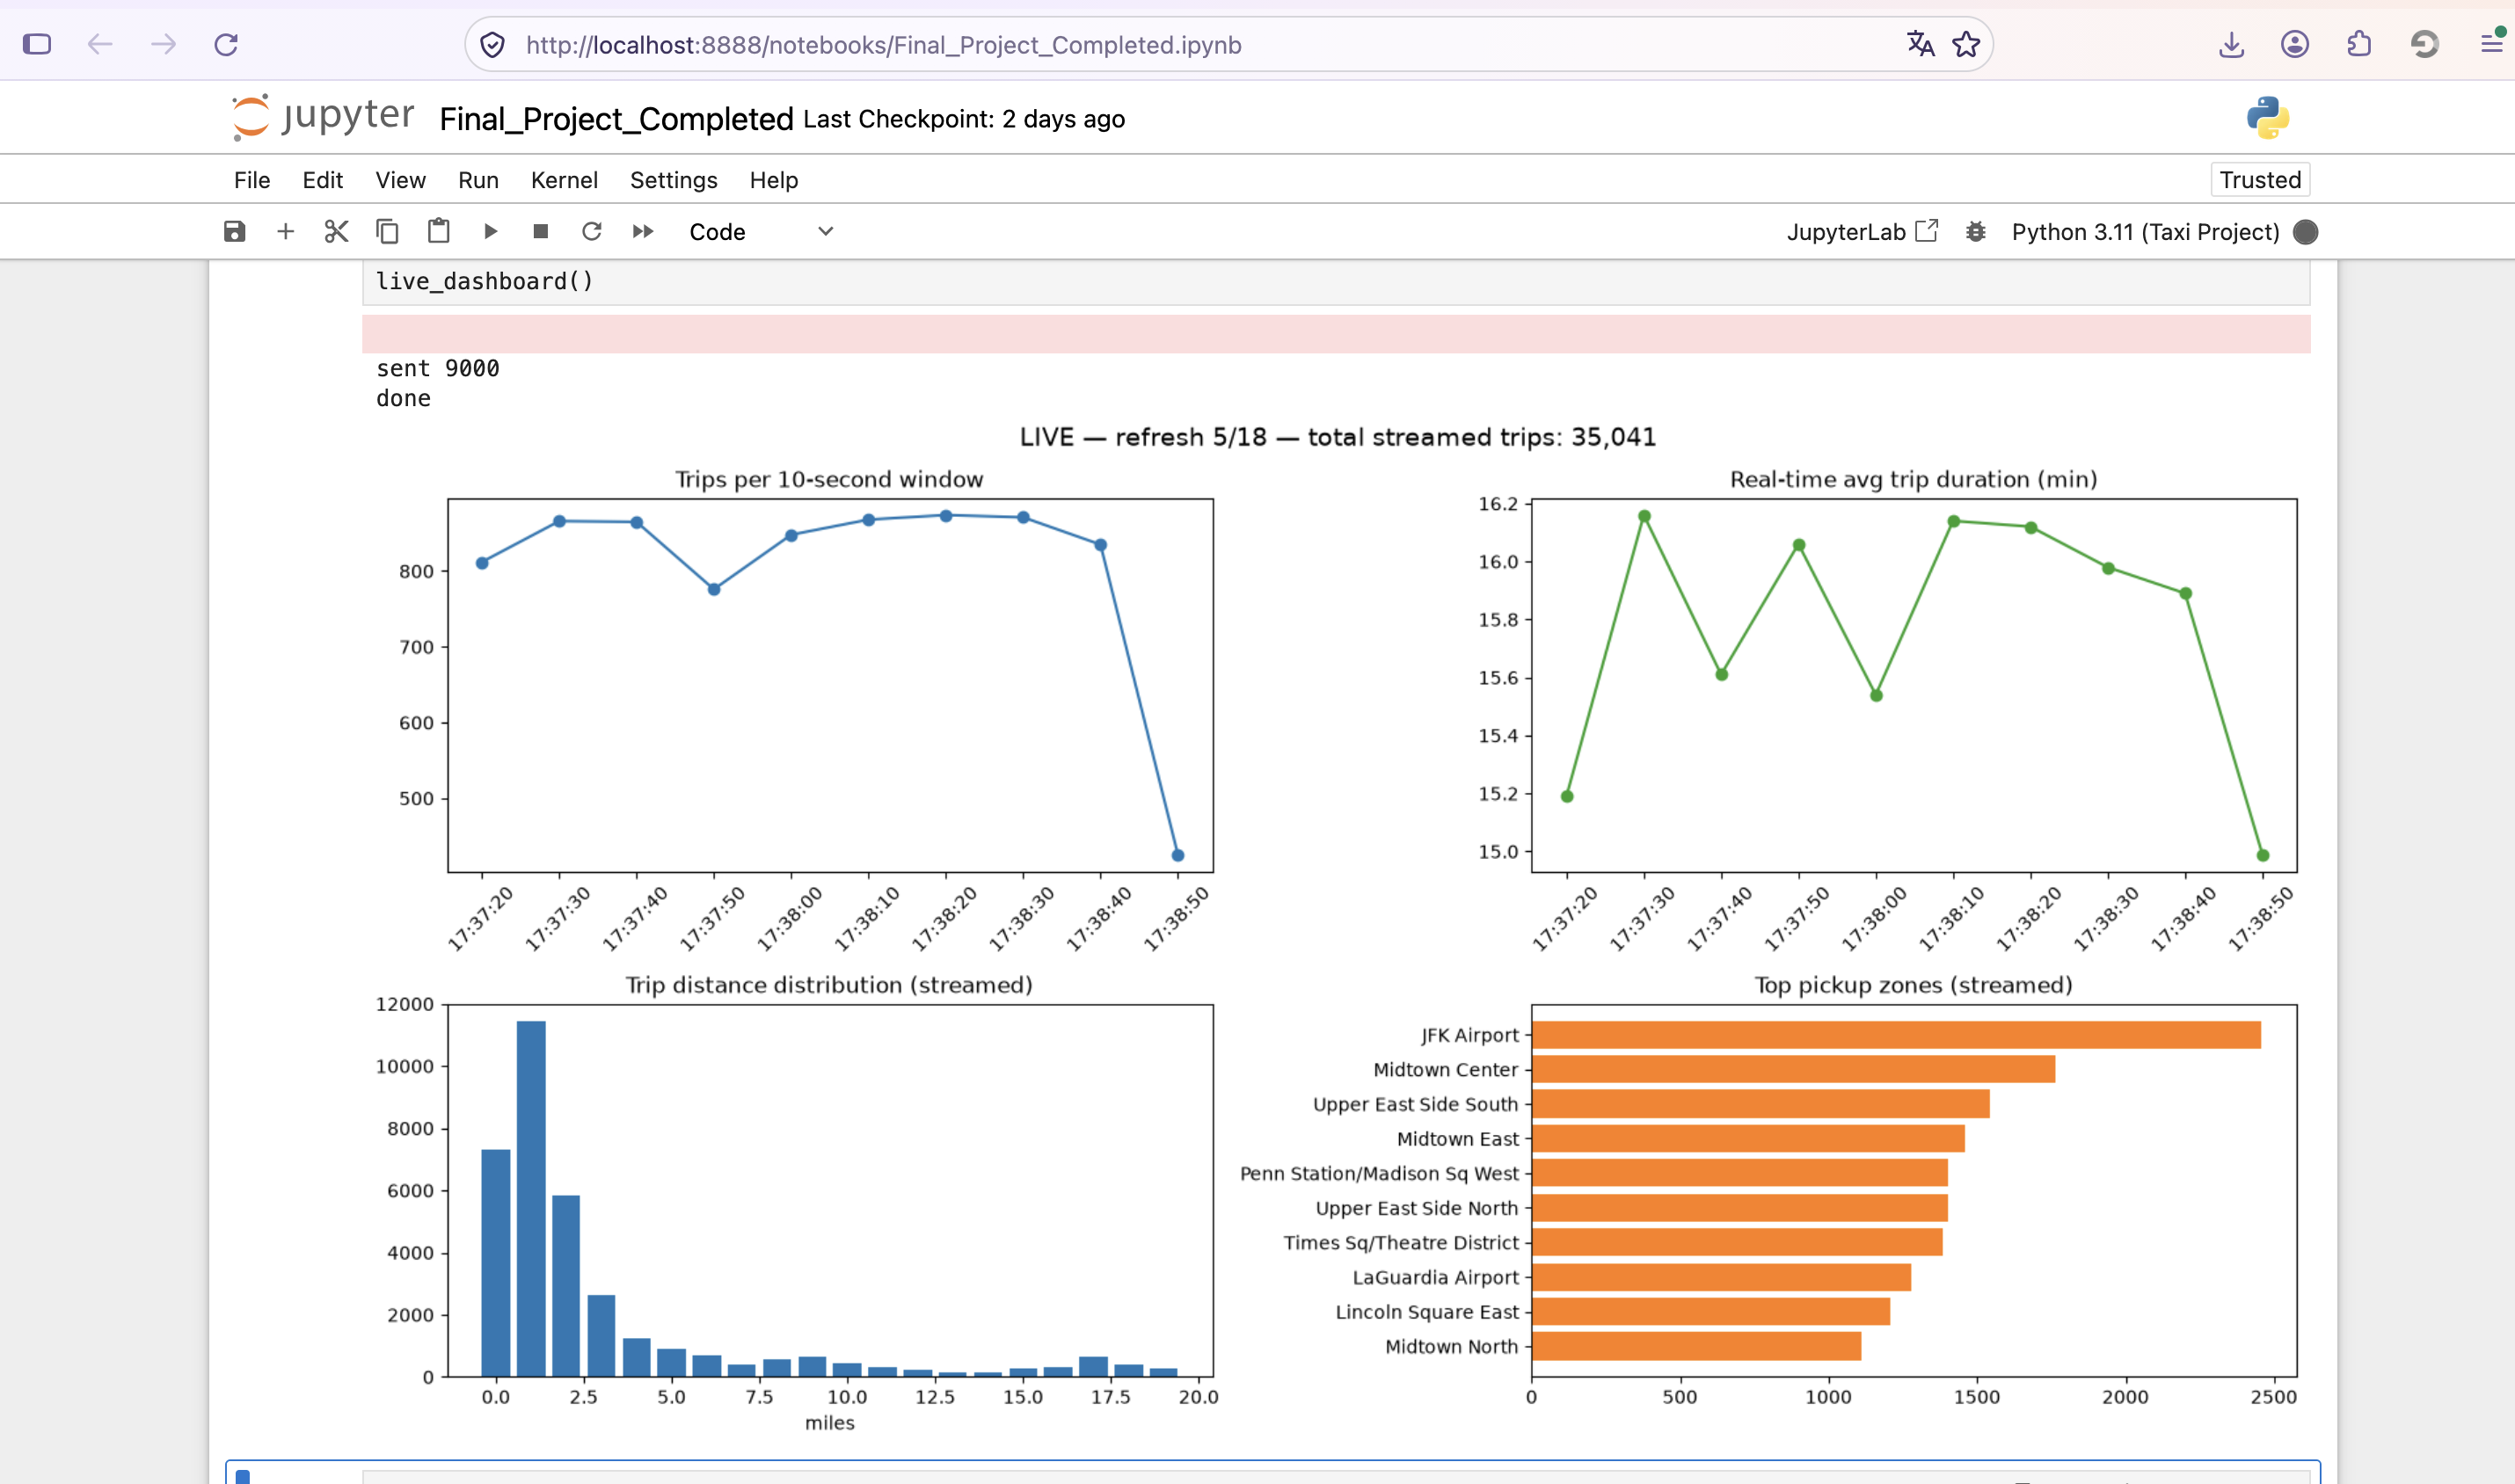 http://localhost:8888/notebooks/Final_Project_Completed.ipynb
jupyter Final_Project_Completed Last Checkpoint: 2 days ago
File Edit View Run Kernel Settings Help Trusted
Code JupyterLab Python 3.11 (Taxi Project)
live_dashboard()
sent 9000
done
LIVE — refresh 5/18 — total streamed trips: 35,041
Trips per 10-second window
800
700
600
500
17:37:20 17:37:30 17:37:40 17:37:50 17:38:00 17:38:10 17:38:20 17:38:30 17:38:40 17:38:50
Real-time avg trip duration (min)
16.2
16.0
15.8
15.6
15.4
15.2
15.0
17:37:20 17:37:30 17:37:40 17:37:50 17:38:00 17:38:10 17:38:20 17:38:30 17:38:40 17:38:50
Trip distance distribution (streamed)
12000
10000
8000
6000
4000
2000
0
0.0 2.5 5.0 7.5 10.0 12.5 15.0 17.5 20.0
miles
Top pickup zones (streamed)
JFK Airport
Midtown Center
Upper East Side South
Midtown East
Penn Station/Madison Sq West
Upper East Side North
Times Sq/Theatre District
LaGuardia Airport
Lincoln Square East
Midtown North
0 500 1000 1500 2000 2500